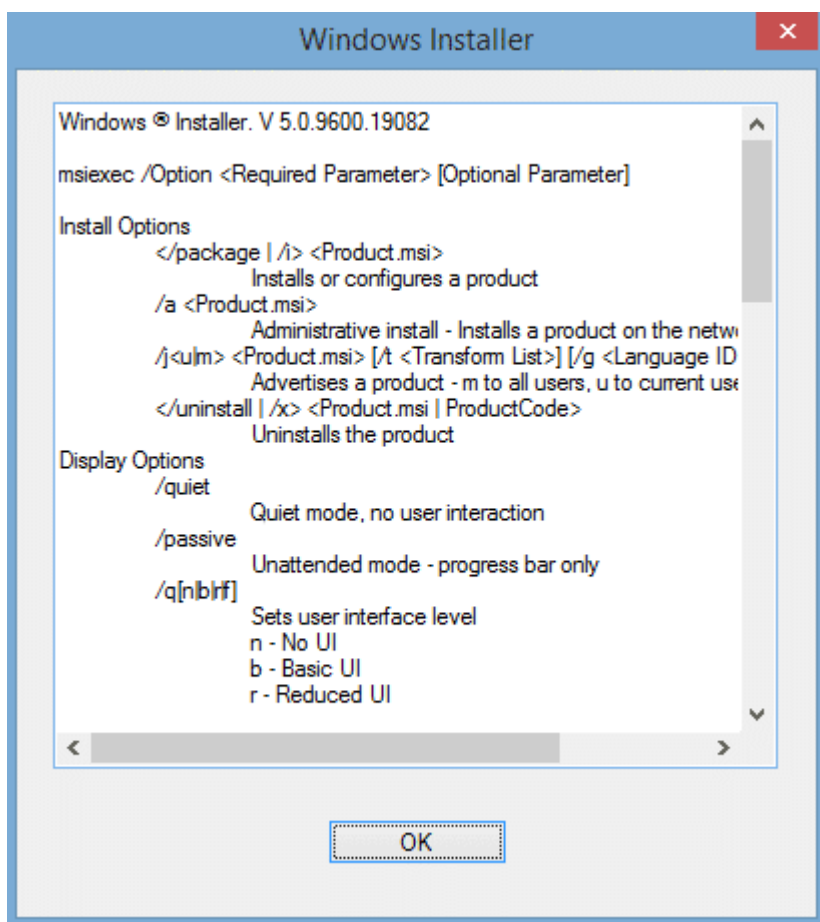 Windows Installer
Windows ® Installer. V 5.0.9600.19082
msiexec /Option <Required Parameter> [Optional Parameter]
Install Options
</package | /i> <Product.msi>
Installs or configures a product
/a <Product.msi>
Administrative install - Installs a product on the netw
/j<u|m> <Product.msi> [/t <Transform List>] [/g <Language ID
Advertises a product - m to all users, u to current use
</uninstall | /x> <Product.msi | ProductCode>
Uninstalls the product
Display Options
/quiet
Quiet mode, no user interaction
/passive
Unattended mode - progress bar only
/q[n|b|r|f]
Sets user interface level
n - No UI
b - Basic UI
r - Reduced UI
OK